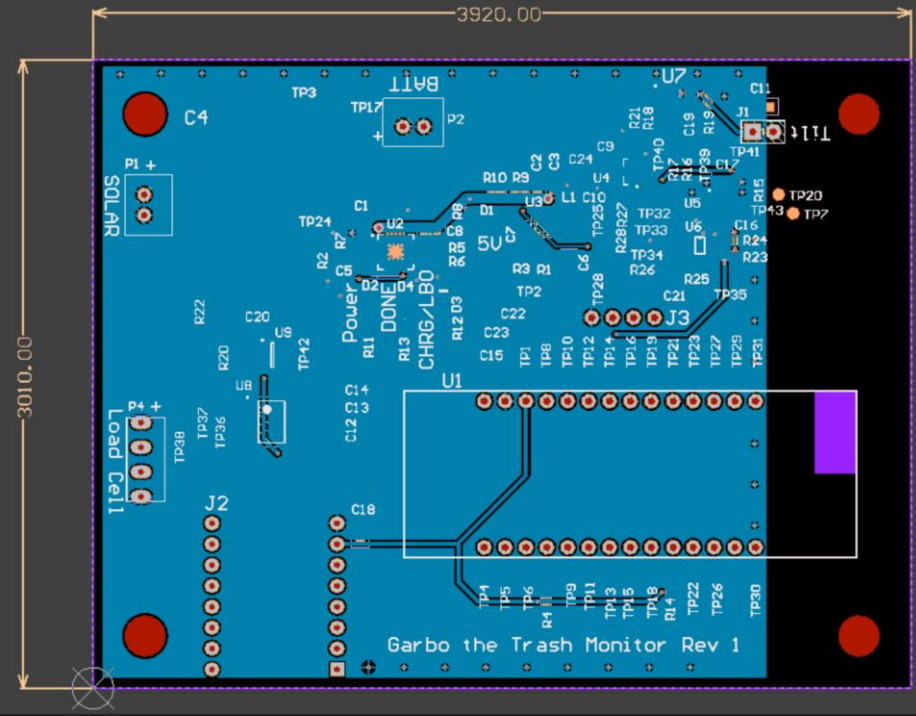 3920.00
3010.00
BATT
U7
TP3
C4
TP17
P2
+
C11
J1
Tilt
R21
R18
C19
R19
TP41
C9
C24
C2
C3
U4
TP40
R17
R16
TP39
C17
P1 +
SOLAR
R10 R9
L1 C10
U3
U5
R15
TP20
TP43
TP7
C1
U2
R8
D1
TP24
R7
C8
5V
C7
TP25
R27
R28
TP32
TP33
U6
C16
R24
R23
R2
R5
R6
C5
D2
D4
C6
R3 R1
TP34
R26
R25
TP2
TP28
C21
TP35
Power
DONE
CHRG/LBO
D3
R12
R11
R13
C22
C23
C15
J3
R22
C20
U9
R20
TP42
U8
TP1
TP8
TP10
TP12
TP14
TP16
TP19
TP21
TP23
TP27
TP29
TP31
U1
C14
C13
C12
P4 +
Load Cell
TP38
TP37
TP36
J2
C18
TP4
TP5
TP6
R4
TP9
TP11
TP13
TP15
TP18
R14
TP22
TP26
TP30
Garbo the Trash Monitor Rev 1